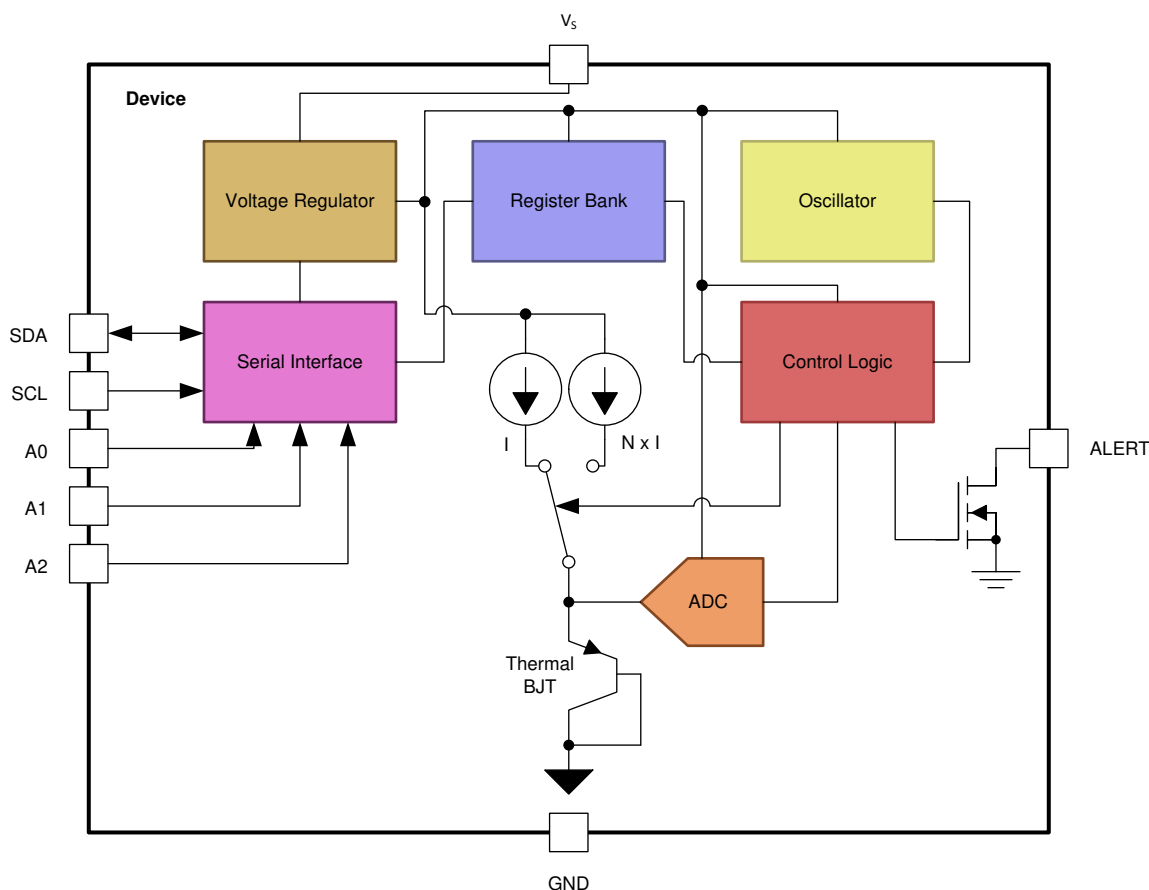 VS
Device
Voltage Regulator
Register Bank
Oscillator
SDA
Serial Interface
Control Logic
SCL
I
N x I
A0
ALERT
A1
A2
ADC
Thermal
BJT
GND